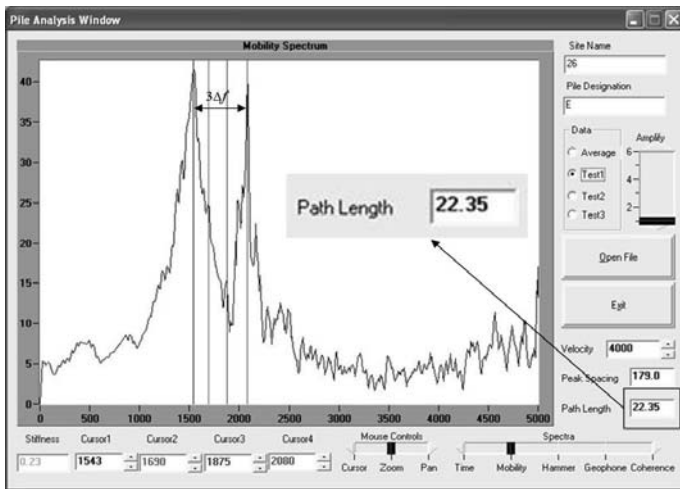 Pile Analysis Window
Mobility Spectrum
40
35
30
25
20
15
10
5
0
0 500 1000 1500 2000 2500 3000 3500 4000 4500 5000
3Δf
Path Length 22.35
Site Name
26
Pile Designation
E
Data
Average
Test1
Test2
Test3
Amplify
6
4
2
Open File
Exit
Velocity 4000
Peak Spacing 179.0
Path Length 22.35
Stiffness Cursor1 Cursor2 Cursor3 Cursor4
0.23 1543 1690 1875 2080
Mouse Controls
Cursor Zoom Pan
Spectra
Time Mobility Hammer Geophone Coherence